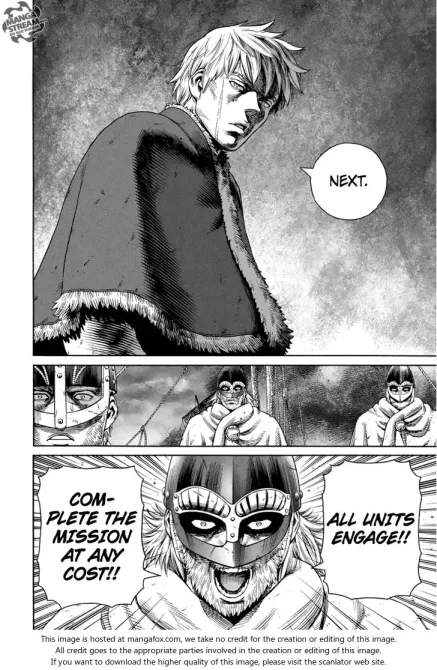 MANGA
STREAM
NEXT.
ALL UNITS
ENGAGE!!
COM-
PLETE THE
MISSION
AT ANY
COST!!
This image is hosted at mangafox.com, we take no credit for the creation or editing of this image.
All credit goes to the appropriate parties involved in the creation or editing of this image.
If you want to download the higher quality of this image, please visit the scanlator web site.